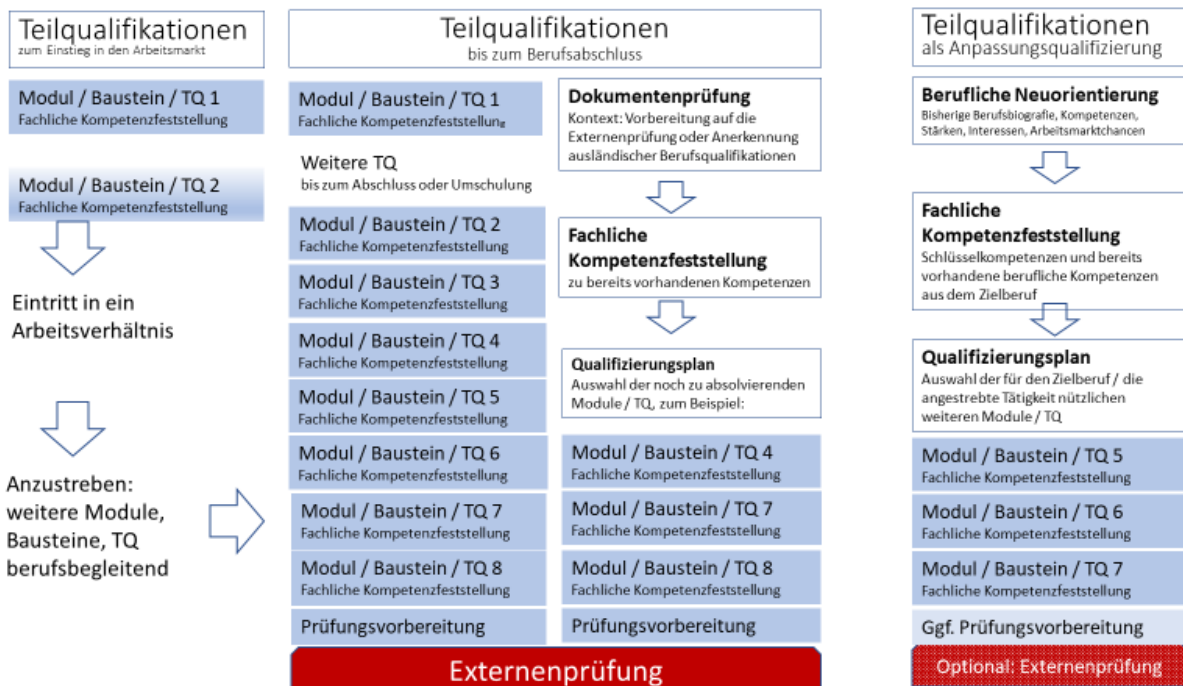 Teilqualifikationen
zum Einstieg in den Arbeitsmarkt
Modul / Baustein / TQ 1
Fachliche Kompetenzfeststellung
Modul / Baustein / TQ 2
Fachliche Kompetenzfeststellung
Eintritt in ein
Arbeitsverhältnis
Anzustreben:
weitere Module,
Bausteine, TQ
berufsbegleitend
Teilqualifikationen
bis zum Berufsabschluss
Modul / Baustein / TQ 1
Fachliche Kompetenzfeststellung
Weitere TQ
bis zum Abschluss oder Umschulung
Modul / Baustein / TQ 2
Fachliche Kompetenzfeststellung
Modul / Baustein / TQ 3
Fachliche Kompetenzfeststellung
Modul / Baustein / TQ 4
Fachliche Kompetenzfeststellung
Modul / Baustein / TQ 5
Fachliche Kompetenzfeststellung
Modul / Baustein / TQ 6
Fachliche Kompetenzfeststellung
Modul / Baustein / TQ 7
Fachliche Kompetenzfeststellung
Modul / Baustein / TQ 8
Fachliche Kompetenzfeststellung
Prüfungsvorbereitung
Dokumentenprüfung
Kontext: Vorbereitung auf die
Externenprüfung oder Anerkennung
ausländischer Berufsqualifikationen
Fachliche
Kompetenzfeststellung
zu bereits vorhandenen Kompetenzen
Qualifizierungsplan
Auswahl der noch zu absolvierenden
Module / TQ, zum Beispiel:
Modul / Baustein / TQ 4
Fachliche Kompetenzfeststellung
Modul / Baustein / TQ 7
Fachliche Kompetenzfeststellung
Modul / Baustein / TQ 8
Fachliche Kompetenzfeststellung
Prüfungsvorbereitung
Externenprüfung
Teilqualifikationen
als Anpassungsqualifizierung
Berufliche Neuorientierung
Bisherige Berufsbiografie, Kompetenzen,
Stärken, Interessen, Arbeitsmarktchancen
Fachliche
Kompetenzfeststellung
Schlüsselkompetenzen und bereits
vorhandene berufliche Kompetenzen
aus dem Zielberuf
Qualifizierungsplan
Auswahl der für den Zielberuf / die
angestrebte Tätigkeit nützlichen
weiteren Module / TQ
Modul / Baustein / TQ 5
Fachliche Kompetenzfeststellung
Modul / Baustein / TQ 6
Fachliche Kompetenzfeststellung
Modul / Baustein / TQ 7
Fachliche Kompetenzfeststellung
Ggf. Prüfungsvorbereitung
Optional: Externenprüfung